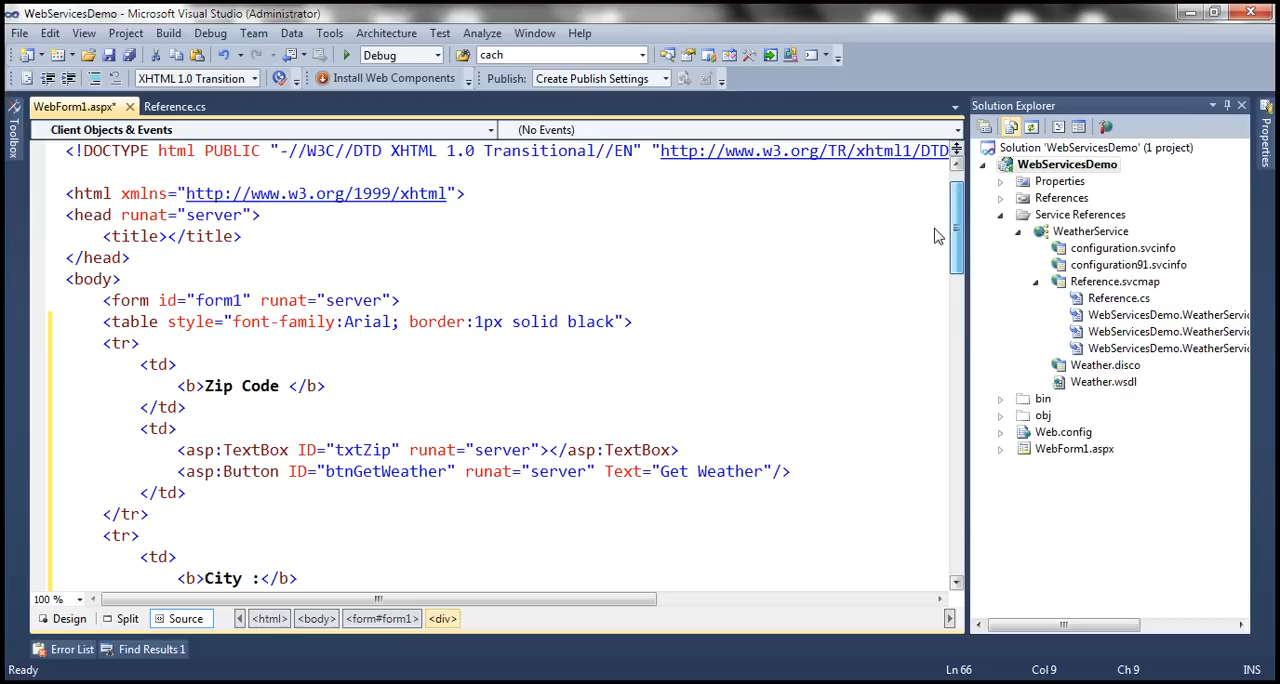 WebServicesDemo - Microsoft Visual Studio (Administrator)
File Edit View Project Build Debug Team Data Tools Architecture Test Analyze Window Help
Debug cach
XHTML 1.0 Transition Install Web Components Publish: Create Publish Settings
WebForm1.aspx* Reference.cs
Client Objects & Events (No Events)
<!DOCTYPE html PUBLIC "-//W3C//DTD XHTML 1.0 Transitional//EN" "http://www.w3.org/TR/xhtml1/DTD
<html xmlns="http://www.w3.org/1999/xhtml">
<head runat="server">
<title></title>
</head>
<body>
<form id="form1" runat="server">
<table style="font-family:Arial; border:1px solid black">
<tr>
<td>
<b>Zip Code </b>
</td>
<td>
<asp:TextBox ID="txtZip" runat="server"></asp:TextBox>
<asp:Button ID="btnGetWeather" runat="server" Text="Get Weather"/>
</td>
</tr>
<tr>
<td>
<b>City :</b>
100 %
Design Split Source <html> <body> <form#form1> <div>
Toolbox
Solution Explorer
Solution 'WebServicesDemo' (1 project)
WebServicesDemo
Properties
References
Service References
WeatherService
configuration.svcinfo
configuration91.svcinfo
Reference.svcmap
Reference.cs
WebServicesDemo.WeatherServi
WebServicesDemo.WeatherServi
WebServicesDemo.WeatherServi
Weather.disco
Weather.wsdl
bin
obj
Web.config
WebForm1.aspx
Properties
Error List Find Results 1
Ready Ln 66 Col 9 Ch 9 INS